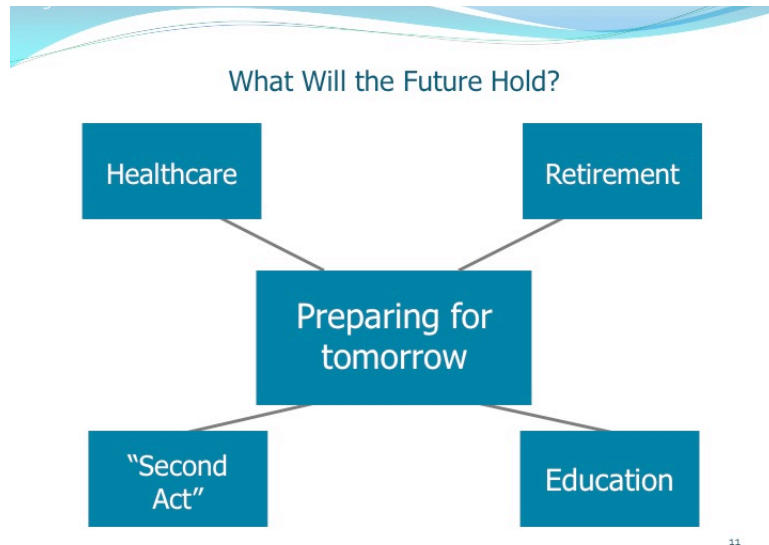 What Will the Future Hold?
Healthcare
Retirement
Preparing for
tomorrow
“Second
Act”
Education
11